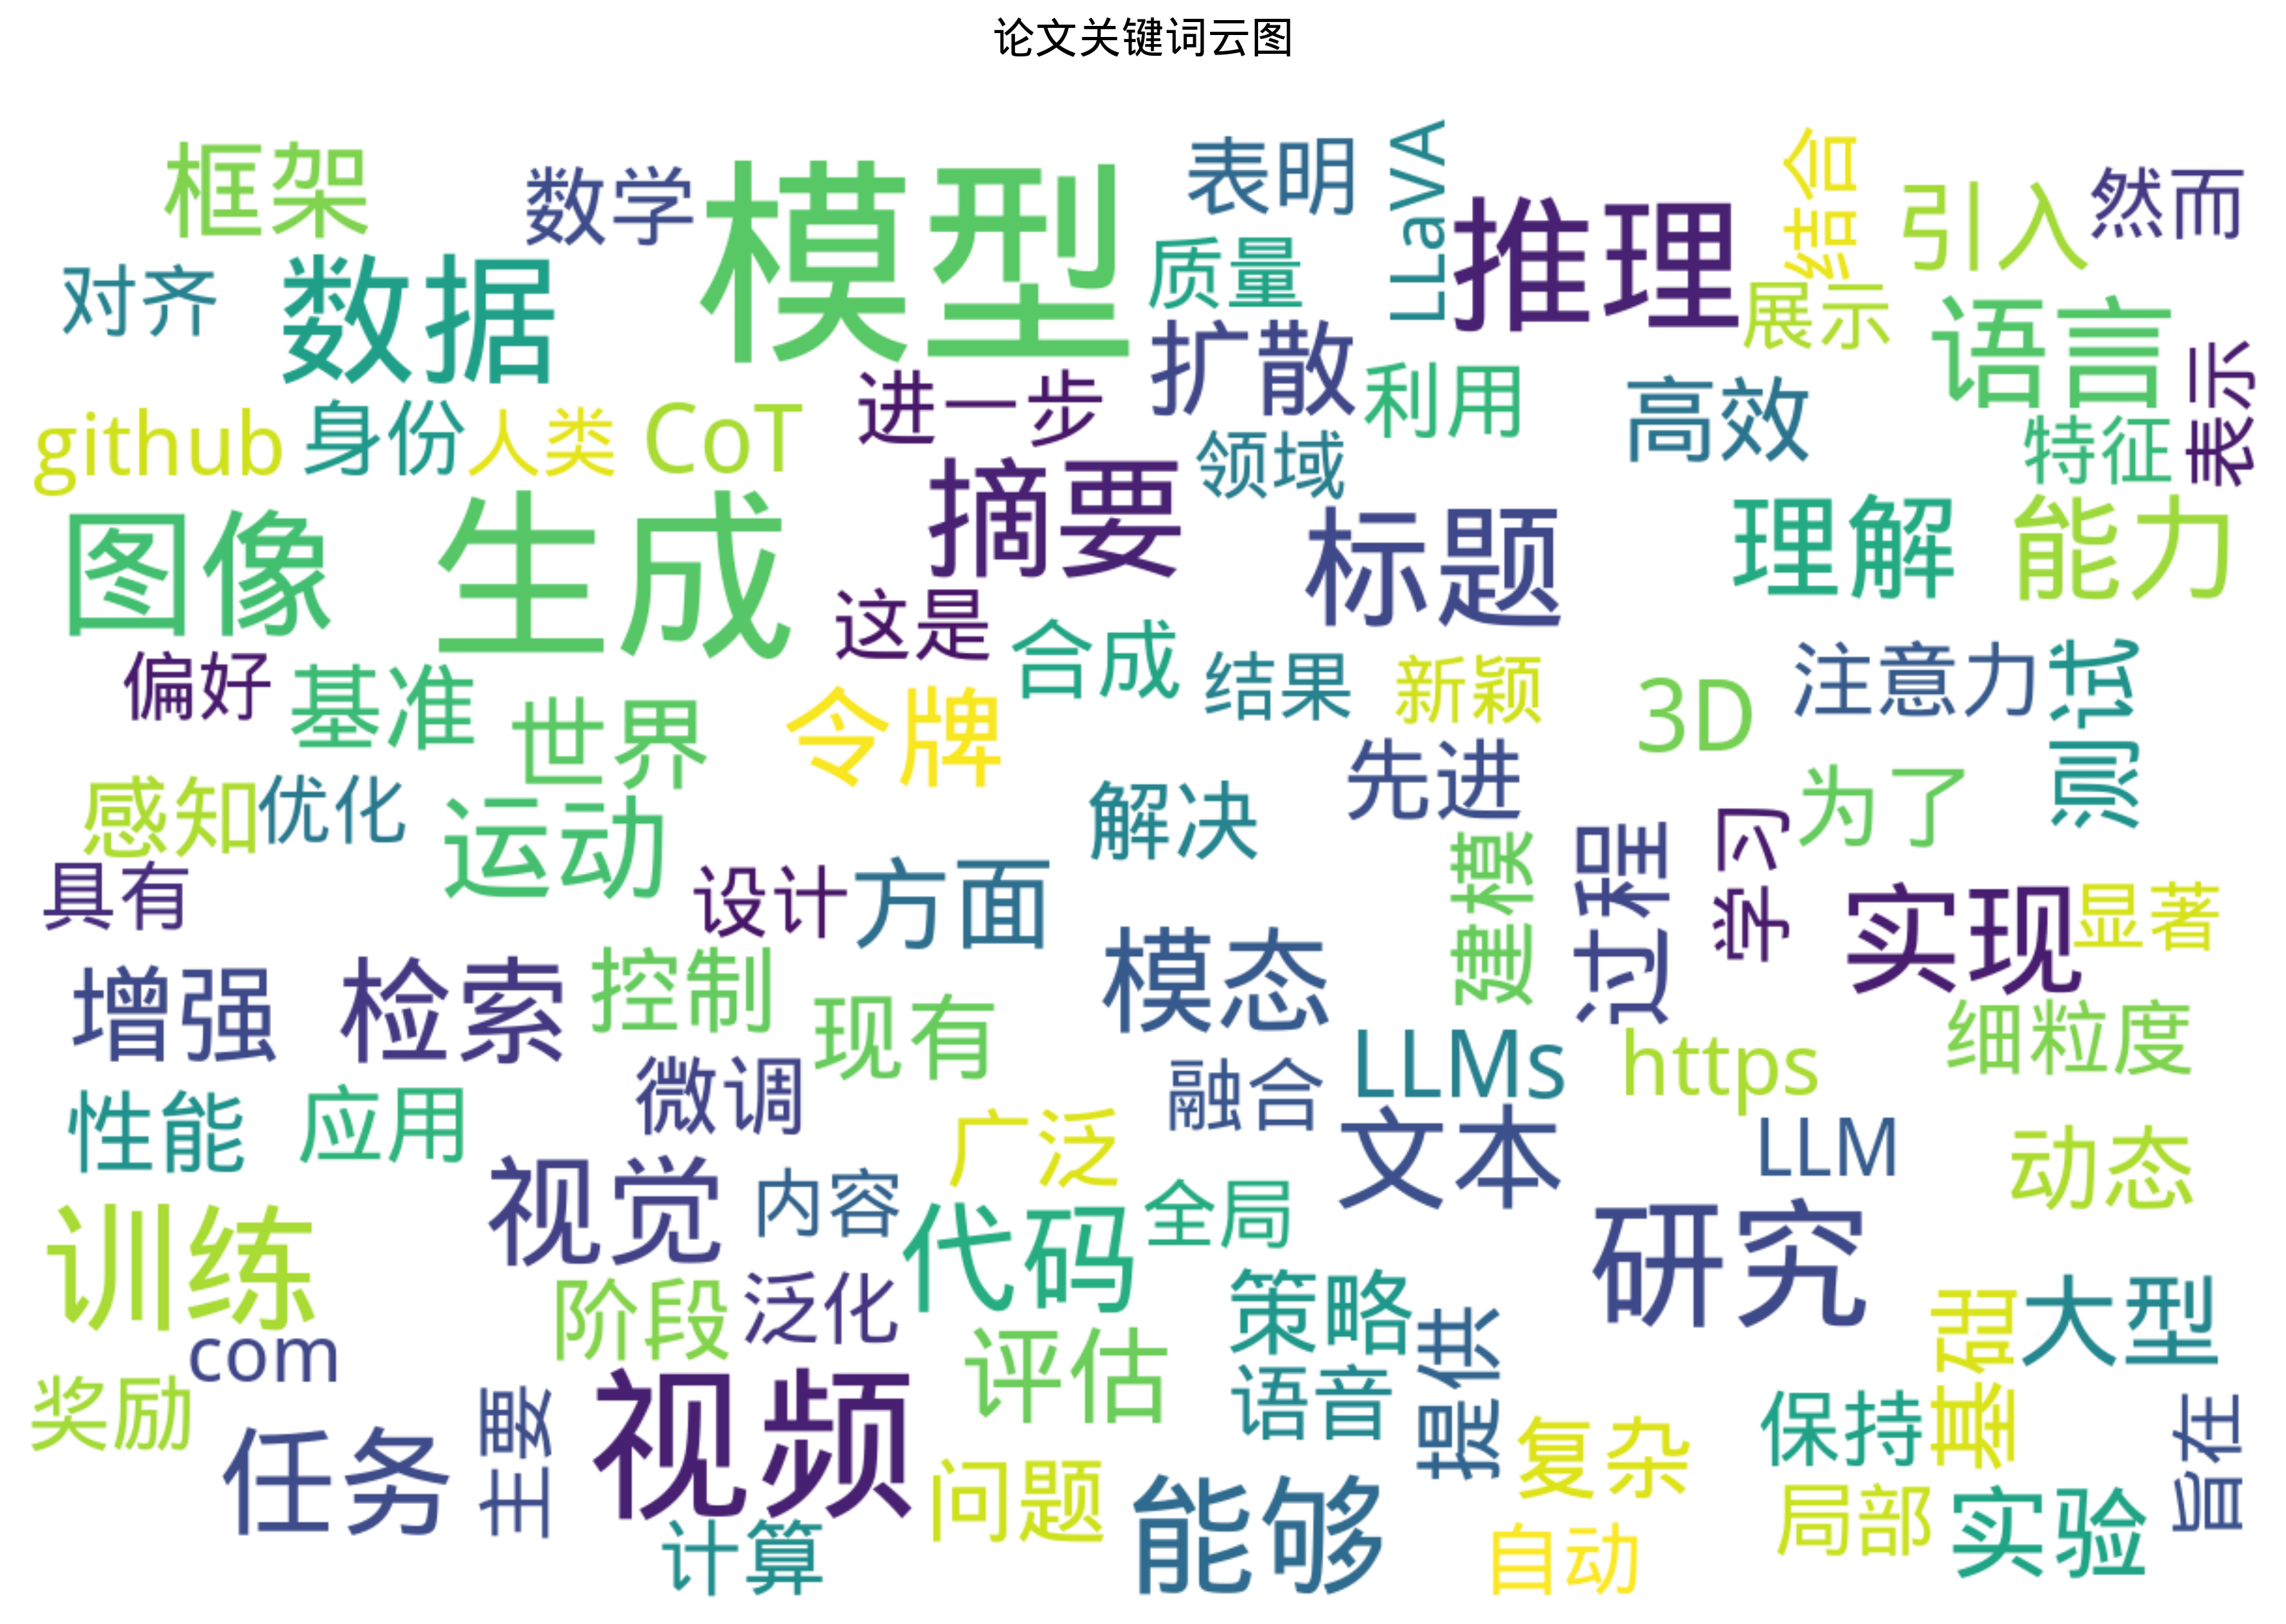 论文关键词云图
框架
数学
模型
表明
LLaVA
推理
结合
引入
然而
对齐
数据
质量
展示
语言
扩散
进一步
利用
高效
表示
github
身份
人类
CoT
领域
特征
摘要
图像
生成
标题
理解
能力
这是
合成
结果
新颖
3D
注意力
测试
偏好
基准
世界
令牌
先进
为了
感知
优化
运动
解决
建模
过程
学习
具有
设计
方面
实现
显著
增强
检索
控制
现有
模态
细粒度
微调
融合
LLMs
https
性能
应用
广泛
文本
LLM
动态
视觉
内容
全局
训练
代码
研究
阶段
泛化
策略
提供
基础
大型
com
奖励
评估
语音
保持
旨在
任务
主要
视频
问题
复杂
局部
实验
计算
能够
自动